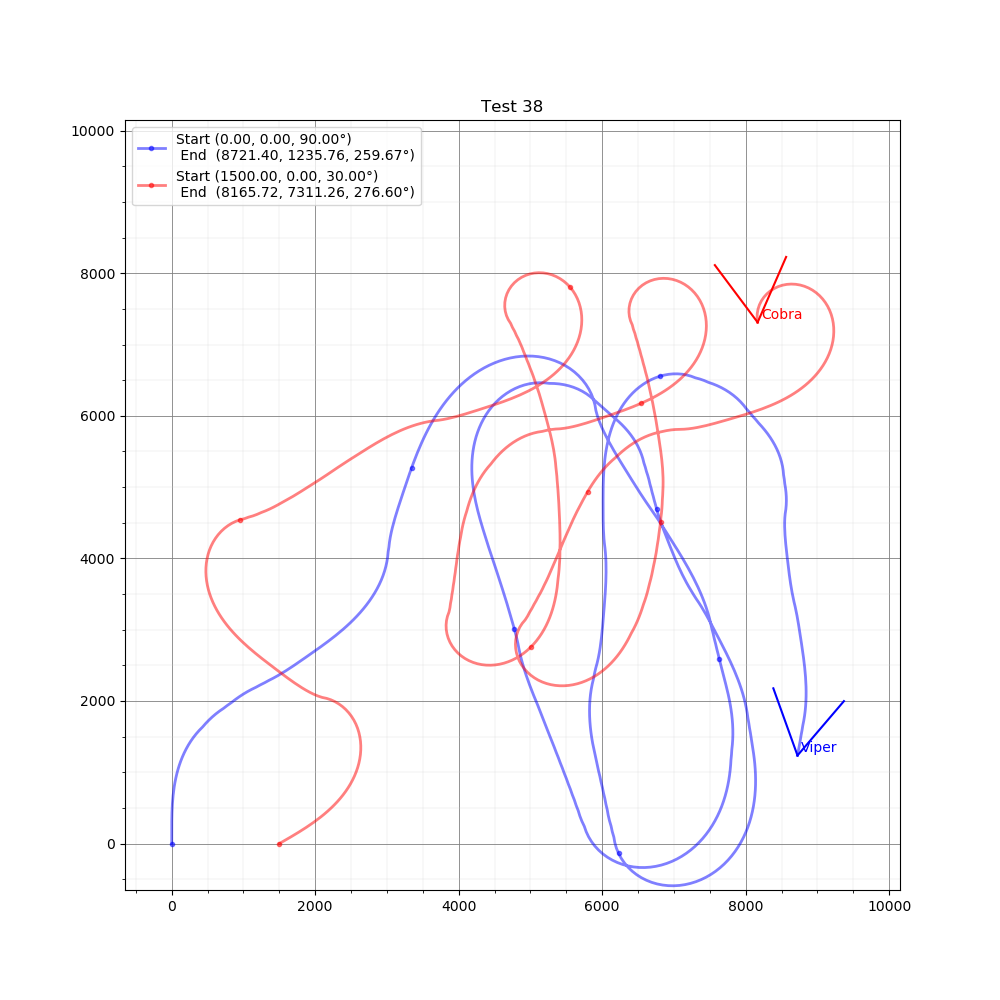 Test 38
Start (0.00, 0.00, 90.00°)
End  (8721.40, 1235.76, 259.67°)
Start (1500.00, 0.00, 30.00°)
End  (8165.72, 7311.26, 276.60°)
10000
8000
6000
4000
2000
0
Cobra
Viper
0
2000
4000
6000
8000
10000